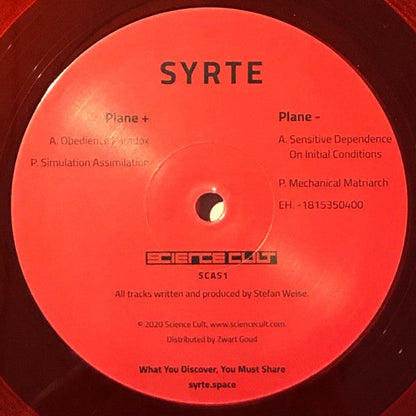 SYRTE
Plane +
A. Obedience Paradox
P. Simulation Assimilation
Plane -
A. Sensitive Dependence
On Initial Conditions
P. Mechanical Matriarch
EH. -1815350400
SCIENCE CULT
SCAS1
All tracks written and produced by Stefan Weise.
© 2020 Science Cult, www.sciencecult.com.
Distributed by Zwart Goud
What You Discover, You Must Share
syrte.space